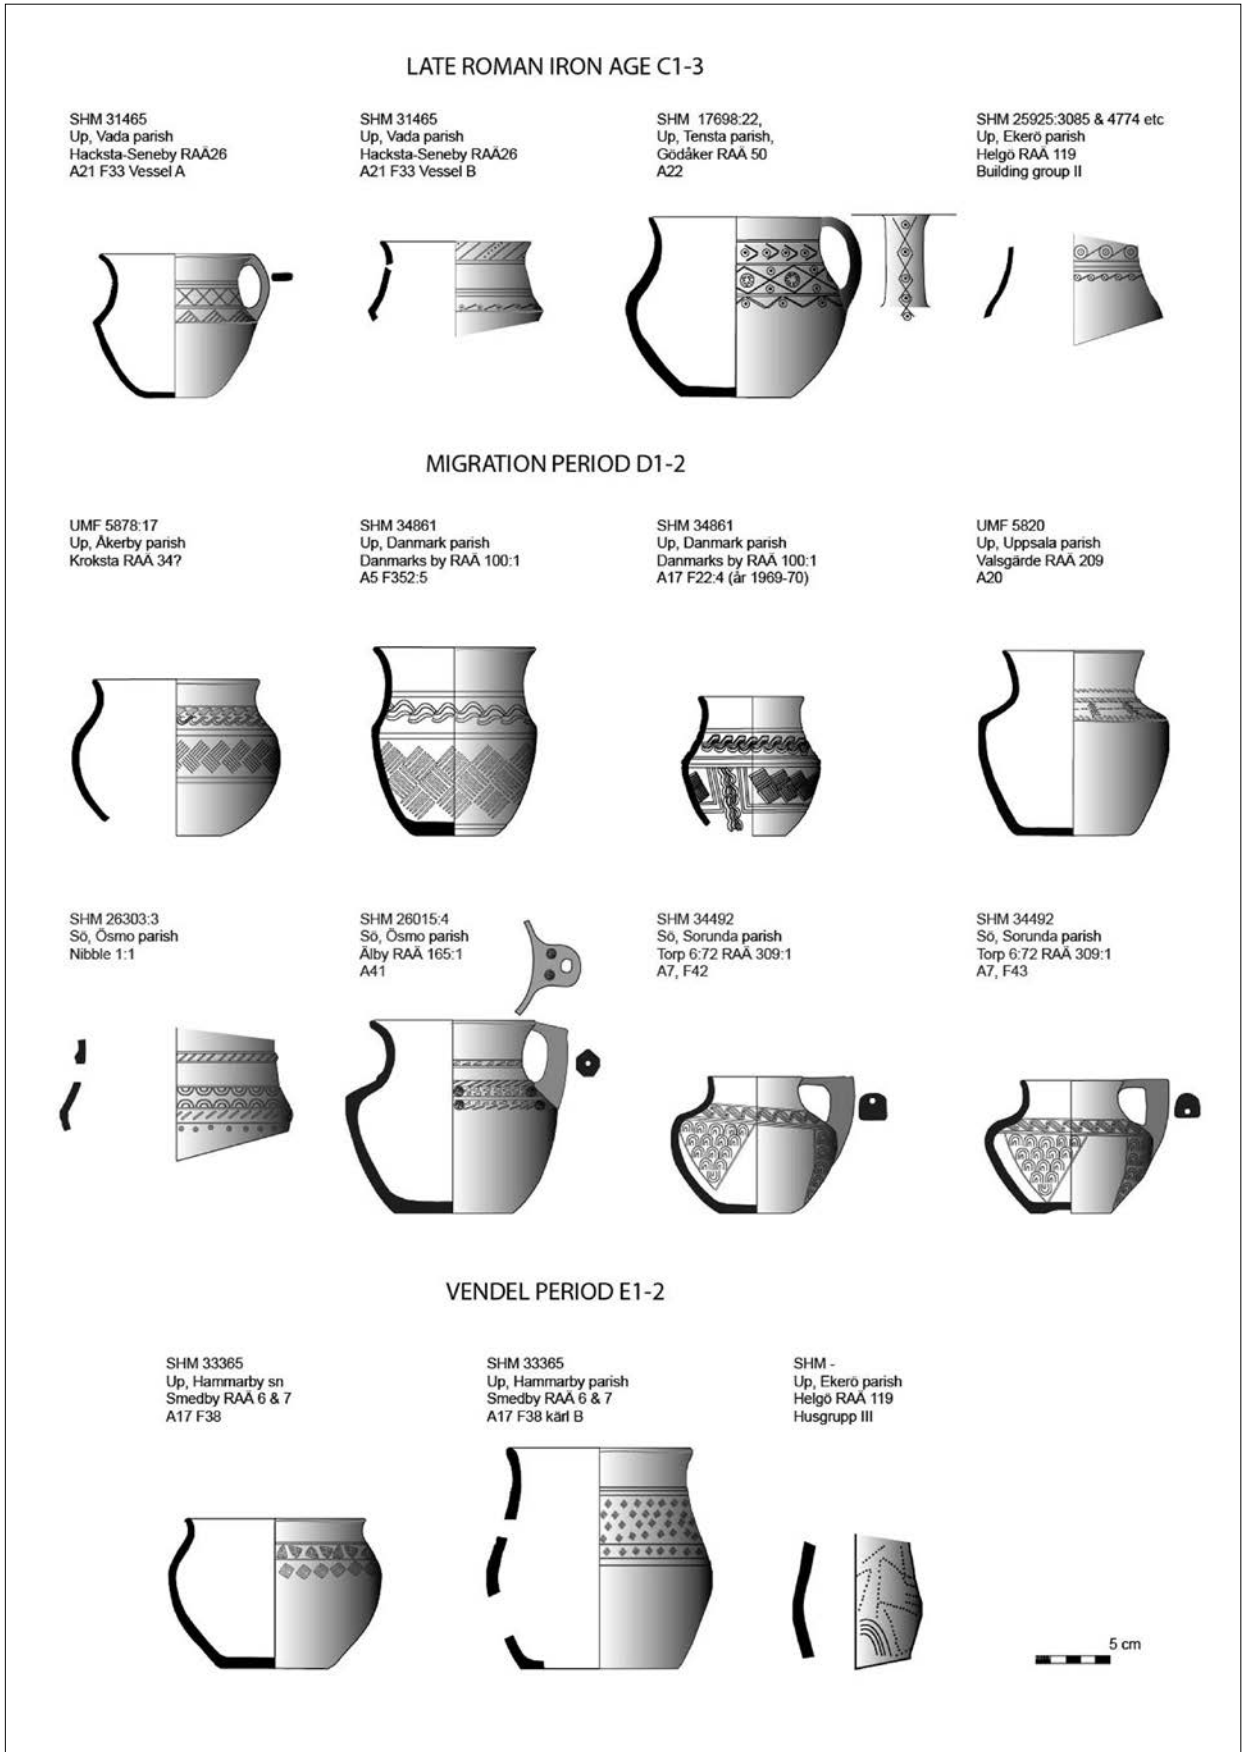 LATE ROMAN IRON AGE C1-3
SHM 31465
Up, Vada parish
Hacksta-Seneby RAÄ26
A21 F33 Vessel A
SHM 31465
Up, Vada parish
Hacksta-Seneby RAÄ26
A21 F33 Vessel B
SHM 17698:22,
Up, Tensta parish,
Gödåker RAÄ 50
A22
SHM 25925:3085 & 4774 etc
Up, Ekerö parish
Helgö RAÄ 119
Building group II
MIGRATION PERIOD D1-2
UMF 5878:17
Up, Åkerby parish
Kroksta RAÄ 34?
SHM 34861
Up, Danmark parish
Danmarks by RAÄ 100:1
A5 F352:5
SHM 34861
Up, Danmark parish
Danmarks by RAÄ 100:1
A17 F22:4 (år 1969-70)
UMF 5820
Up, Uppsala parish
Valsgärde RAÄ 209
A20
SHM 26303:3
Sö, Ösmo parish
Nibble 1:1
SHM 26015:4
Sö, Ösmo parish
Älby RAÄ 165:1
A41
SHM 34492
Sö, Sorunda parish
Torp 6:72 RAÄ 309:1
A7, F42
SHM 34492
Sö, Sorunda parish
Torp 6:72 RAÄ 309:1
A7, F43
VENDEL PERIOD E1-2
SHM 33365
Up, Hammarby sn
Smedby RAÄ 6 & 7
A17 F38
SHM 33365
Up, Hammarby parish
Smedby RAÄ 6 & 7
A17 F38 kärl B
SHM -
Up, Ekerö parish
Helgö RAÄ 119
Husgrupp III
5 cm